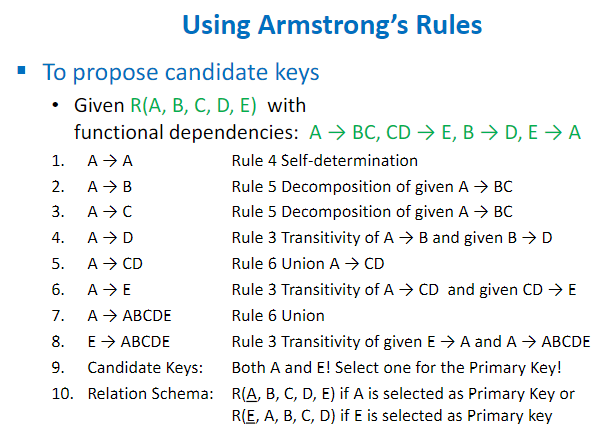 Using Armstrong's Rules
▪ To propose candidate keys
• Given R(A, B, C, D, E) with
functional dependencies: A → BC, CD → E, B → D, E → A
1. A → A Rule 4 Self-determination
2. A → B Rule 5 Decomposition of given A → BC
3. A → C Rule 5 Decomposition of given A → BC
4. A → D Rule 3 Transitivity of A → B and given B → D
5. A → CD Rule 6 Union A → CD
6. A → E Rule 3 Transitivity of A → CD and given CD → E
7. A → ABCDE Rule 6 Union
8. E → ABCDE Rule 3 Transitivity of given E → A and A → ABCDE
9. Candidate Keys: Both A and E! Select one for the Primary Key!
10. Relation Schema: R(A, B, C, D, E) if A is selected as Primary Key or
R(E, A, B, C, D) if E is selected as Primary key